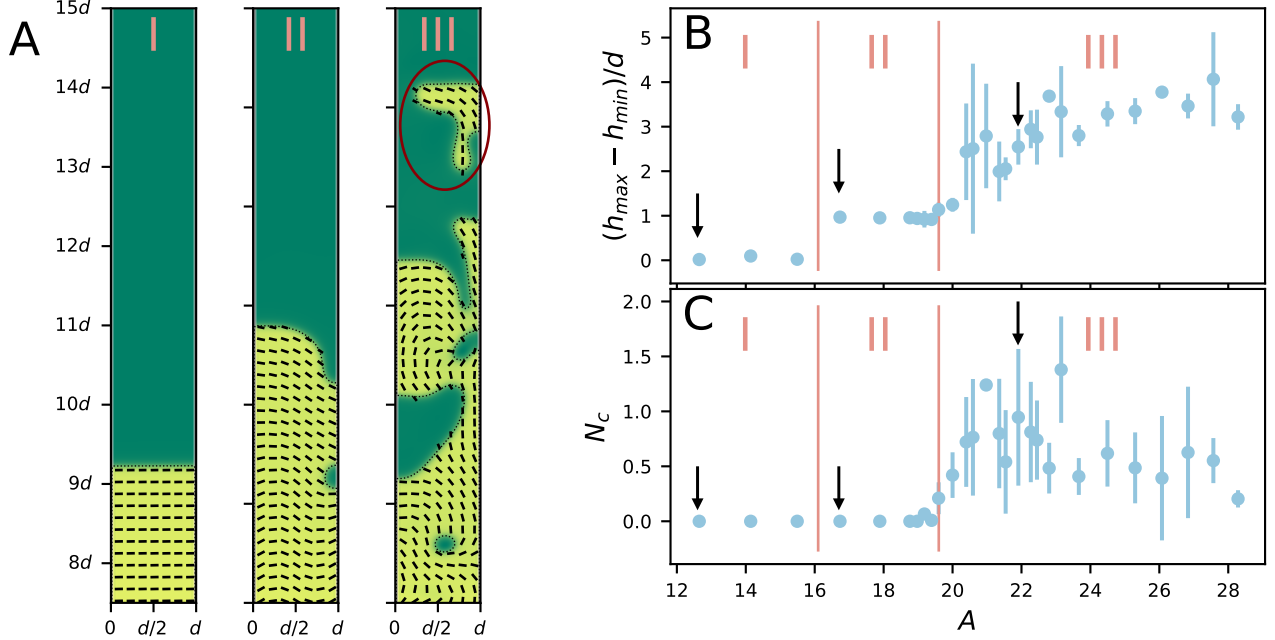 A
15d
14d
13d
12d
11d
10d
9d
8d
I
II
III
0 d/2 d
0 d/2 d
0 d/2 d
B
I
II
III
(h_max − h_min)/d
5
4
3
2
1
0
C
I
II
III
N_c
2.0
1.5
1.0
0.5
0.0
12 14 16 18 20 22 24 26 28
A